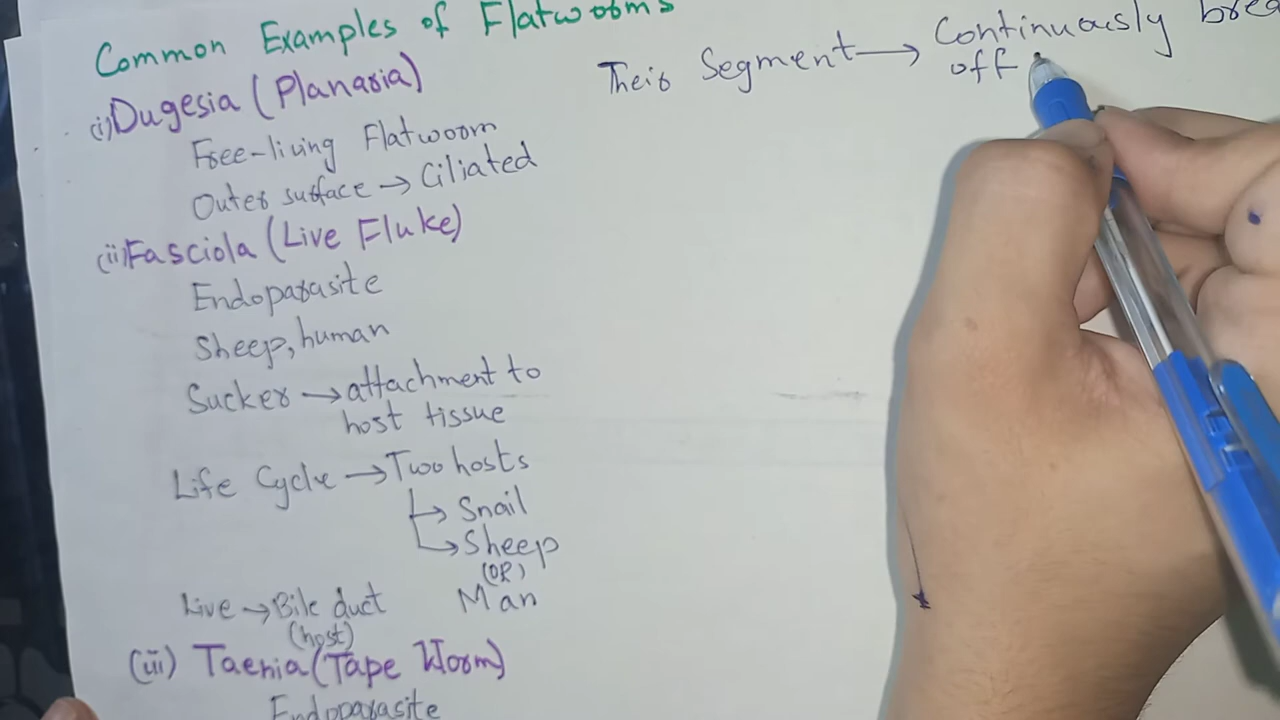 Common Examples of Flatworms
(i) Dugesia (Planaria)
Free-living Flatworm
Outer surface → Ciliated
(ii) Fasciola (Live Fluke)
Endoparasite
Sheep, human
Sucker → attachment to
host tissue
Life Cycle → Two hosts
→ Snail
→ Sheep
(OR)
Man
Live → Bile duct
(host)
(iii) Taenia (Tape Worm)
Endoparasite
Their Segment → Continuously brea
off